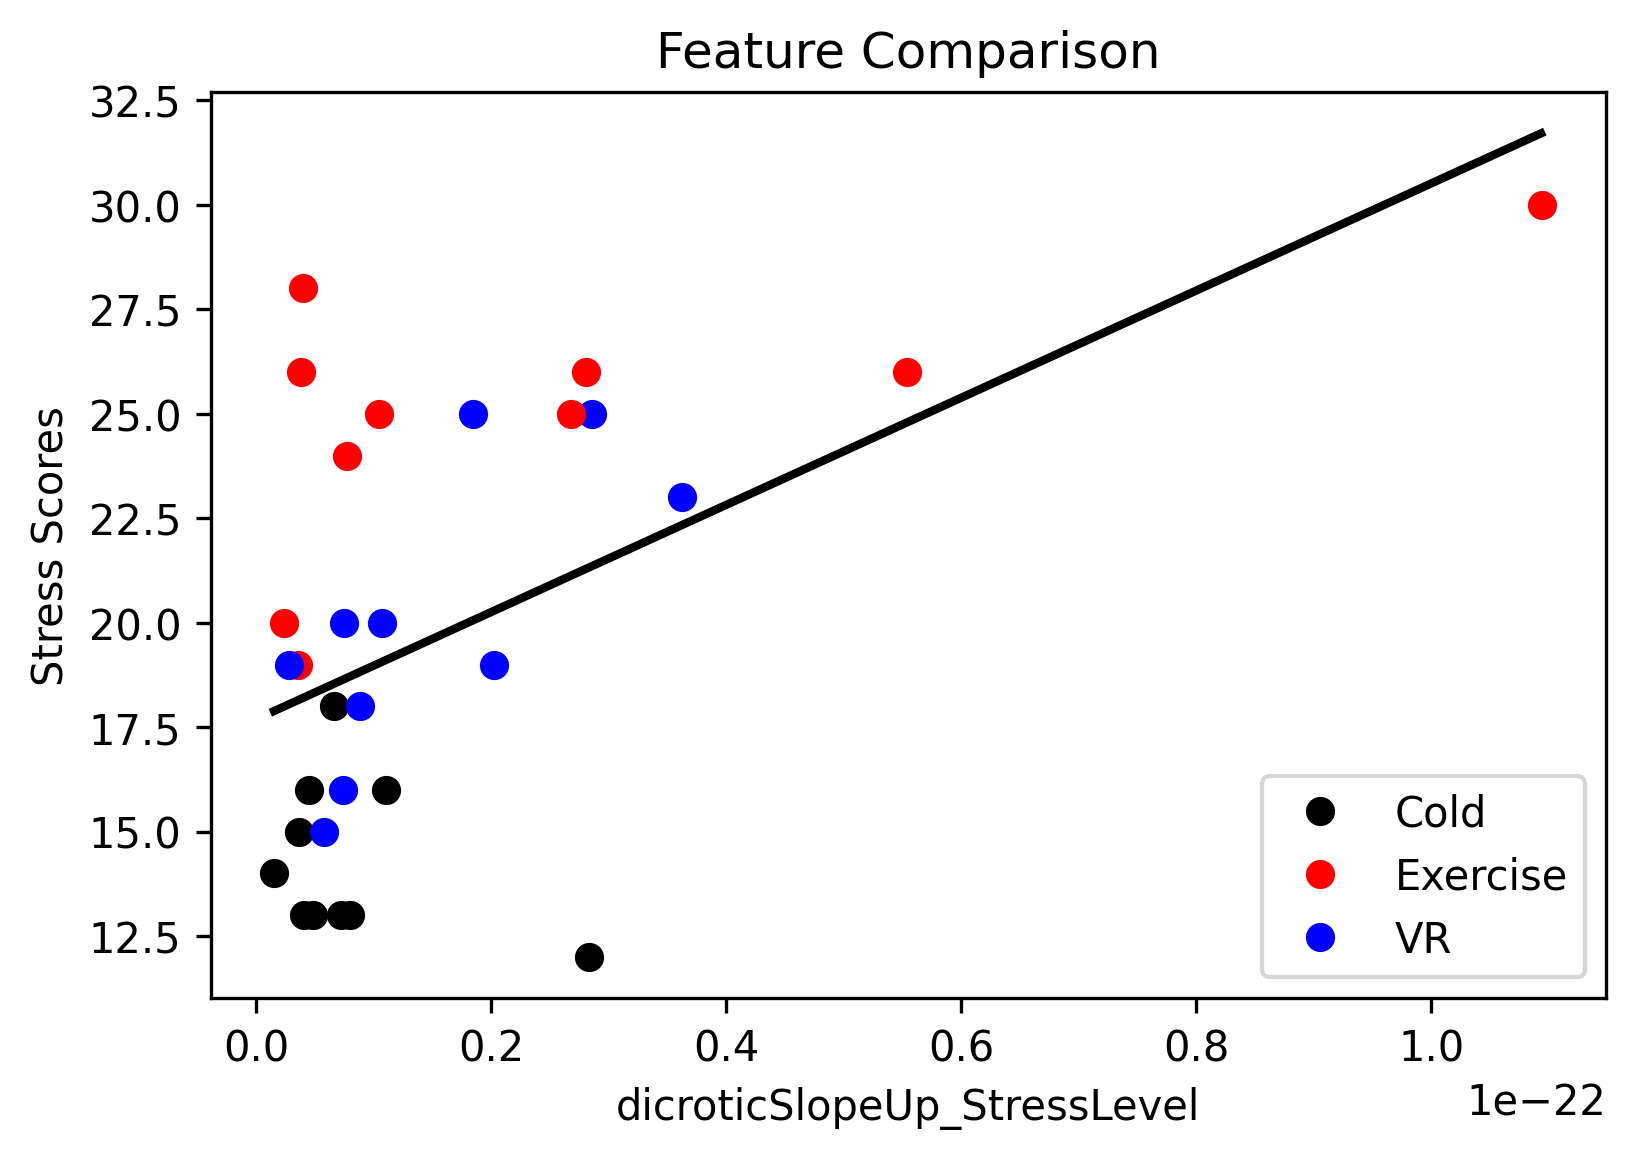 Feature Comparison
32.5
30.0
27.5
25.0
22.5
20.0
17.5
15.0
12.5
Stress Scores
Cold
Exercise
VR
0.0 0.2 0.4 0.6 0.8 1.0
1e−22
dicroticSlopeUp_StressLevel